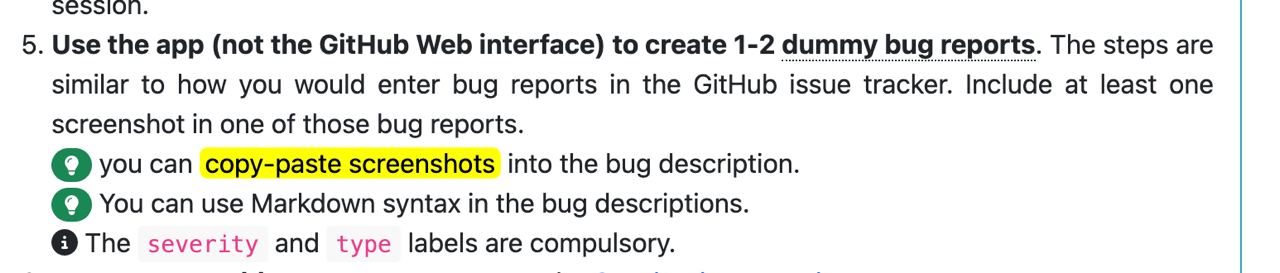 session.
5. Use the app (not the GitHub Web interface) to create 1-2 dummy bug reports. The steps are
similar to how you would enter bug reports in the GitHub issue tracker. Include at least one
screenshot in one of those bug reports.
you can copy-paste screenshots into the bug description.
You can use Markdown syntax in the bug descriptions.
The severity and type labels are compulsory.